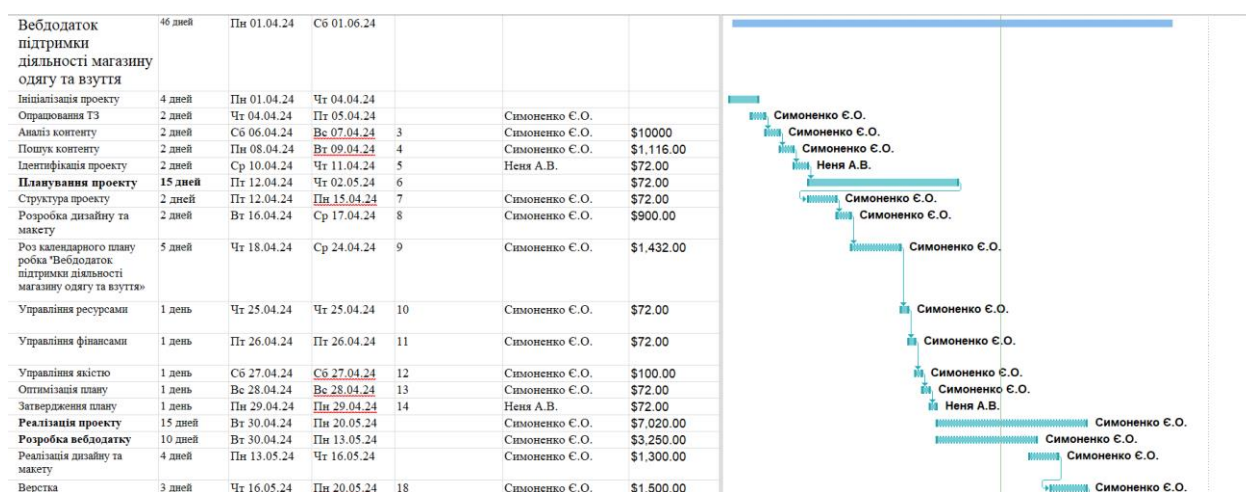 Вебдодаток 46 дней Пн 01.04.24 Сб 01.06.24
підтримки
діяльності магазину
одягу та взуття
Ініціалізація проекту 4 дней Пн 01.04.24 Чт 04.04.24
Опрацювання ТЗ 2 дней Чт 04.04.24 Пт 05.04.24 Симоненко Є.О. Симоненко Є.О.
Аналіз контенту 2 дней Сб 06.04.24 Вс 07.04.24 3 Симоненко Є.О. $10000 Симоненко Є.О.
Пошук контенту 2 дней Пн 08.04.24 Вт 09.04.24 4 Симоненко Є.О. $1,116.00 Симоненко Є.О.
Ідентифікація проекту 2 дней Ср 10.04.24 Чт 11.04.24 5 Неня А.В. $72.00 Неня А.В.
Планування проекту 15 дней Пт 12.04.24 Чт 02.05.24 6 $72.00
Структура проекту 2 дней Пт 12.04.24 Пн 15.04.24 7 Симоненко Є.О. $72.00 Симоненко Є.О.
Розробка дизайну та 2 дней Вт 16.04.24 Ср 17.04.24 8 Симоненко Є.О. $900.00 Симоненко Є.О.
макету
Роз календарного плану 5 дней Чт 18.04.24 Ср 24.04.24 9 Симоненко Є.О. $1,432.00 Симоненко Є.О.
робка "Вебдодаток
підтримки діяльності
магазину одягу та взуття»
Управління ресурсами 1 день Чт 25.04.24 Чт 25.04.24 10 Симоненко Є.О. $72.00 Симоненко Є.О.
Управління фінансами 1 день Пт 26.04.24 Пт 26.04.24 11 Симоненко Є.О. $72.00 Симоненко Є.О.
Управління якістю 1 день Сб 27.04.24 Сб 27.04.24 12 Симоненко Є.О. $100.00 Симоненко Є.О.
Оптимізація плану 1 день Вс 28.04.24 Вс 28.04.24 13 Симоненко Є.О. $72.00 Симоненко Є.О.
Затвердження плану 1 день Пн 29.04.24 Пн 29.04.24 14 Неня А.В. $72.00 Неня А.В.
Реалізація проекту 15 дней Вт 30.04.24 Пн 20.05.24 Симоненко Є.О. $7,020.00 Симоненко Є.О.
Розробка вебдодатку 10 дней Вт 30.04.24 Пн 13.05.24 Симоненко Є.О. $3,250.00 Симоненко Є.О.
Реалізація дизайну та 4 дней Пн 13.05.24 Чт 16.05.24 Симоненко Є.О. $1,300.00 Симоненко Є.О.
макету
Верстка 3 дней Чт 16.05.24 Пн 20.05.24 18 Симоненко Є.О. $1,500.00 Симоненко Є.О.